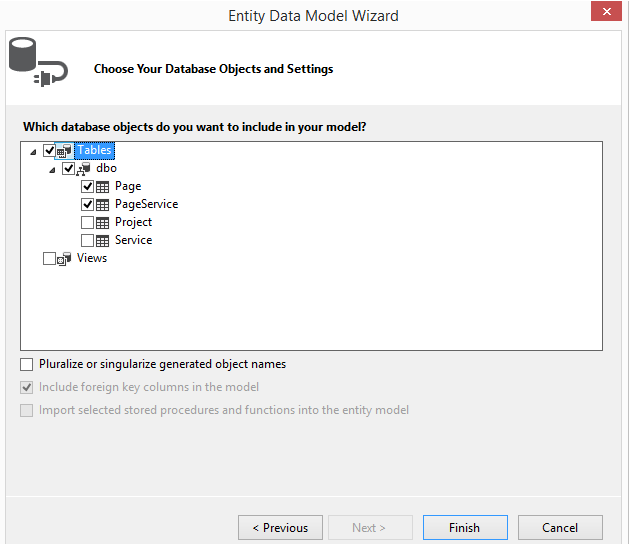 Entity Data Model Wizard
Choose Your Database Objects and Settings
Which database objects do you want to include in your model?
Tables
dbo
Page
PageService
Project
Service
Views
Pluralize or singularize generated object names
Include foreign key columns in the model
Import selected stored procedures and functions into the entity model
< Previous
Next >
Finish
Cancel